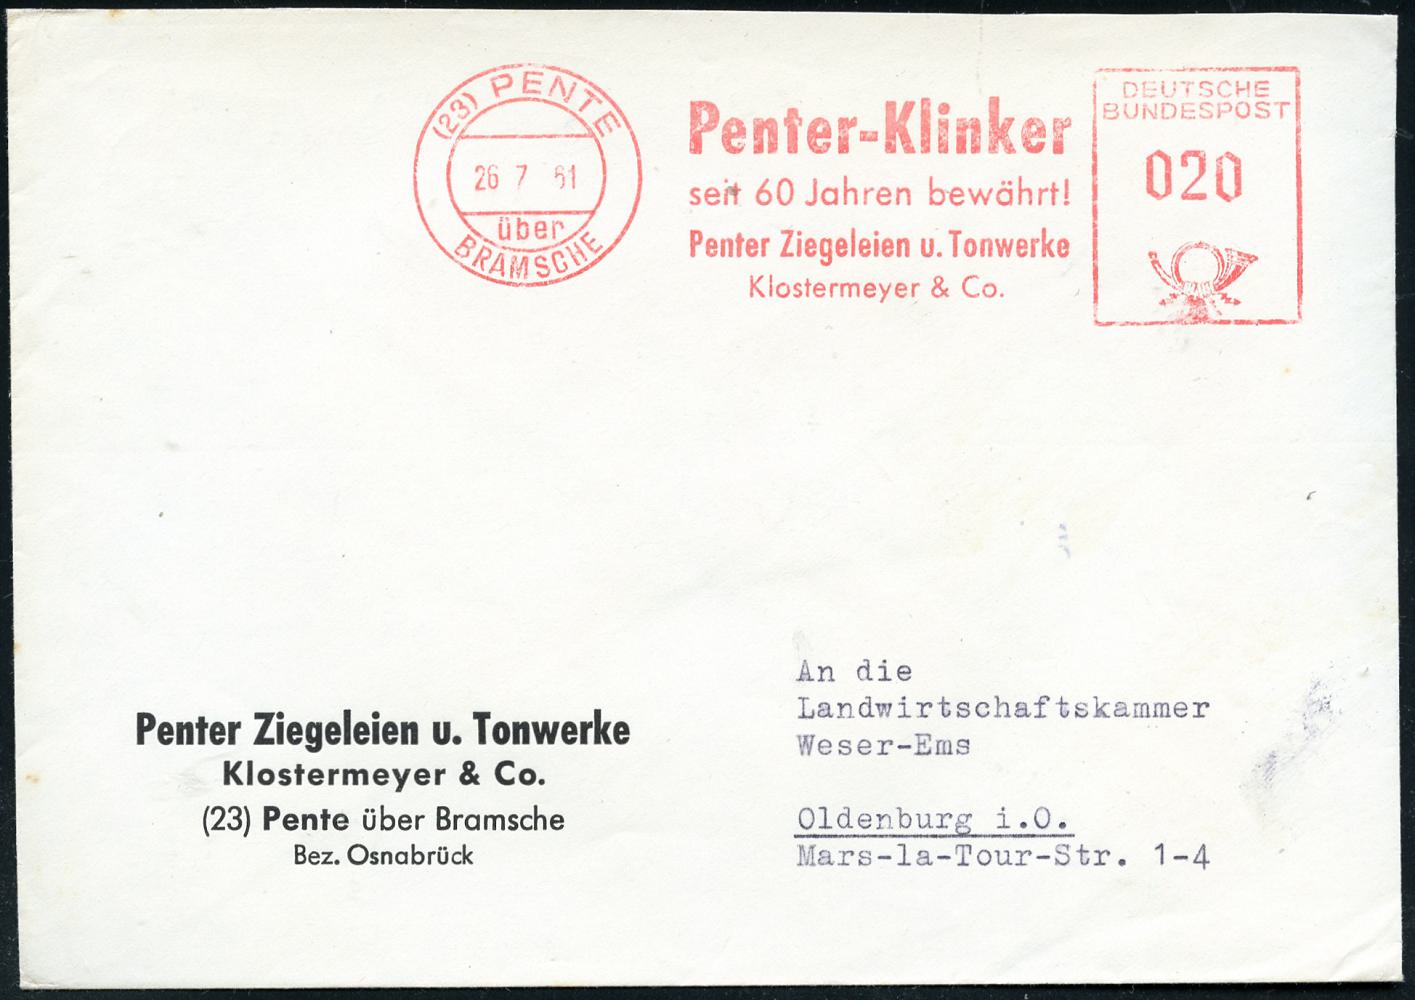 (23) PENTE
26 7 61
über
BRAMSCHE
Penter-Klinker
seit 60 Jahren bewährt!
Penter Ziegeleien u. Tonwerke
Klostermeyer & Co.
DEUTSCHE
BUNDESPOST
020
Penter Ziegeleien u. Tonwerke
Klostermeyer & Co.
(23) Pente über Bramsche
Bez. Osnabrück
An die
Landwirtschaftskammer
Weser-Ems
Oldenburg i.O.
Mars-la-Tour-Str. 1-4